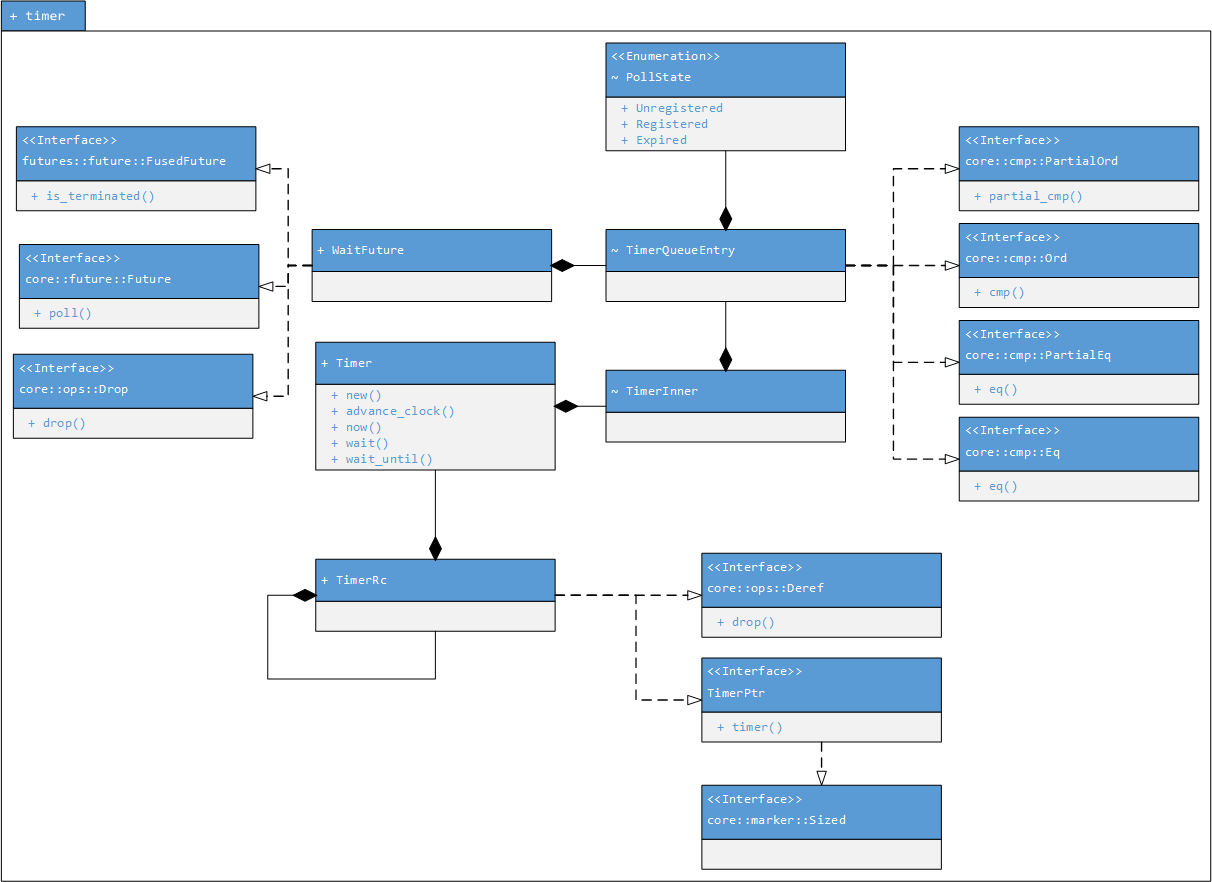 + timer
<<Enumeration>>
~ PollState
+ Unregistered
+ Registered
+ Expired
<<Interface>>
futures::future::FusedFuture
+ is_terminated()
<<Interface>>
core::cmp::PartialOrd
+ partial_cmp()
+ WaitFuture
~ TimerQueueEntry
<<Interface>>
core::cmp::Ord
+ cmp()
<<Interface>>
core::future::Future
+ poll()
<<Interface>>
core::cmp::PartialEq
+ eq()
<<Interface>>
core::ops::Drop
+ drop()
+ Timer
+ new()
+ advance_clock()
+ now()
+ wait()
+ wait_until()
~ TimerInner
<<Interface>>
core::cmp::Eq
+ eq()
+ TimerRc
<<Interface>>
core::ops::Deref
+ drop()
<<Interface>>
TimerPtr
+ timer()
<<Interface>>
core::marker::Sized